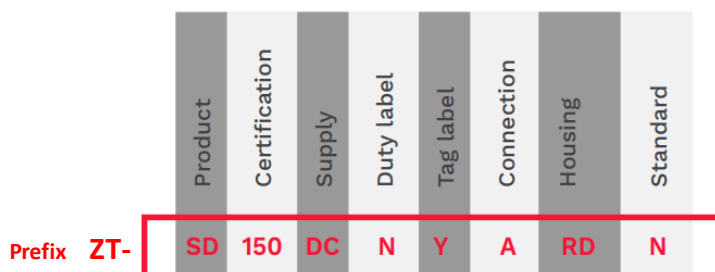 Product Certification Supply Duty label Tag label Connection Housing Standard
Prefix ZT- SD 150 DC N Y A RD N